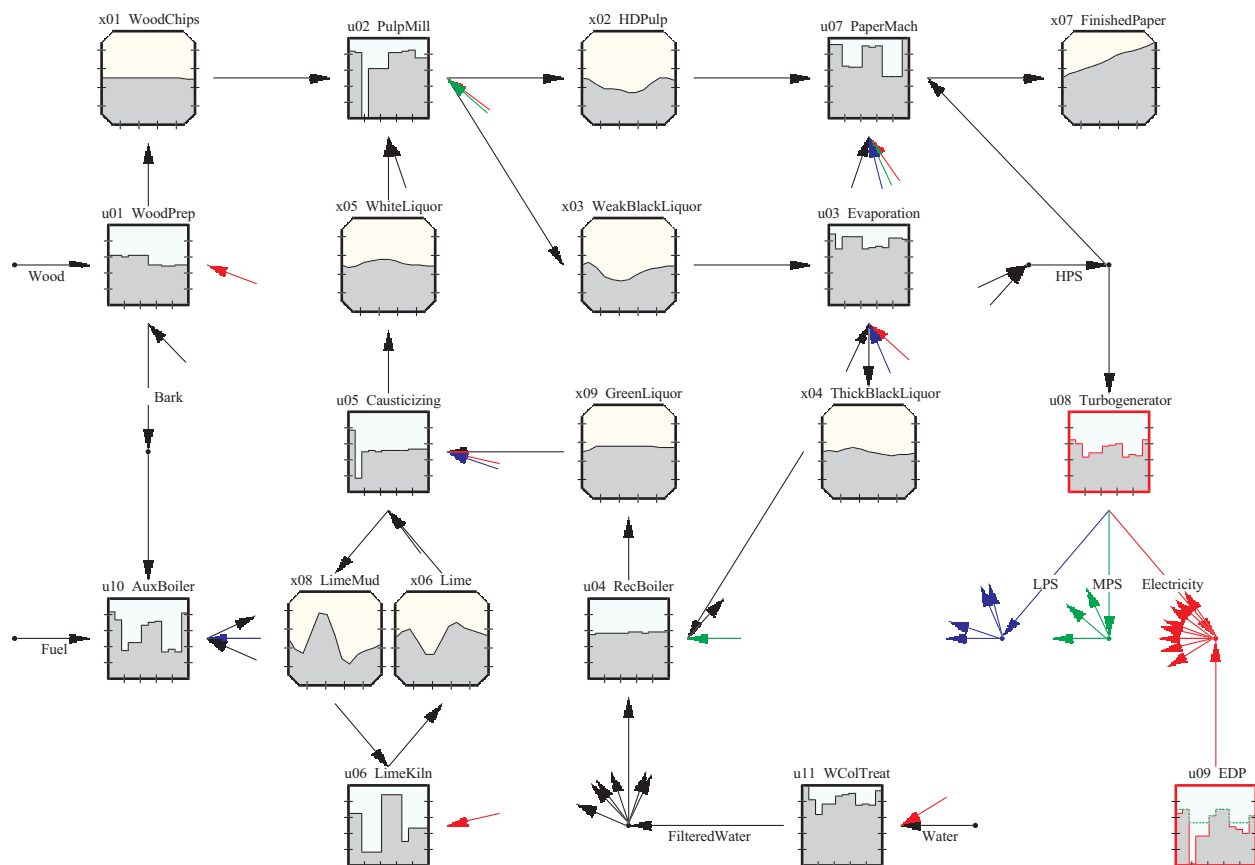 x01 WoodChips
u02 PulpMill
x02 HDPulp
u07 PaperMach
x07 FinishedPaper
u01 WoodPrep
x05 WhiteLiquor
x03 WeakBlackLiquor
u03 Evaporation
Wood
HPS
Bark
u05 Causticizing
x09 GreenLiquor
x04 ThickBlackLiquor
u08 Turbogenerator
u10 AuxBoiler
x08 LimeMud
x06 Lime
u04 RecBoiler
LPS
MPS
Electricity
Fuel
u06 LimeKiln
u11 WColTreat
u09 EDP
FilteredWater
Water